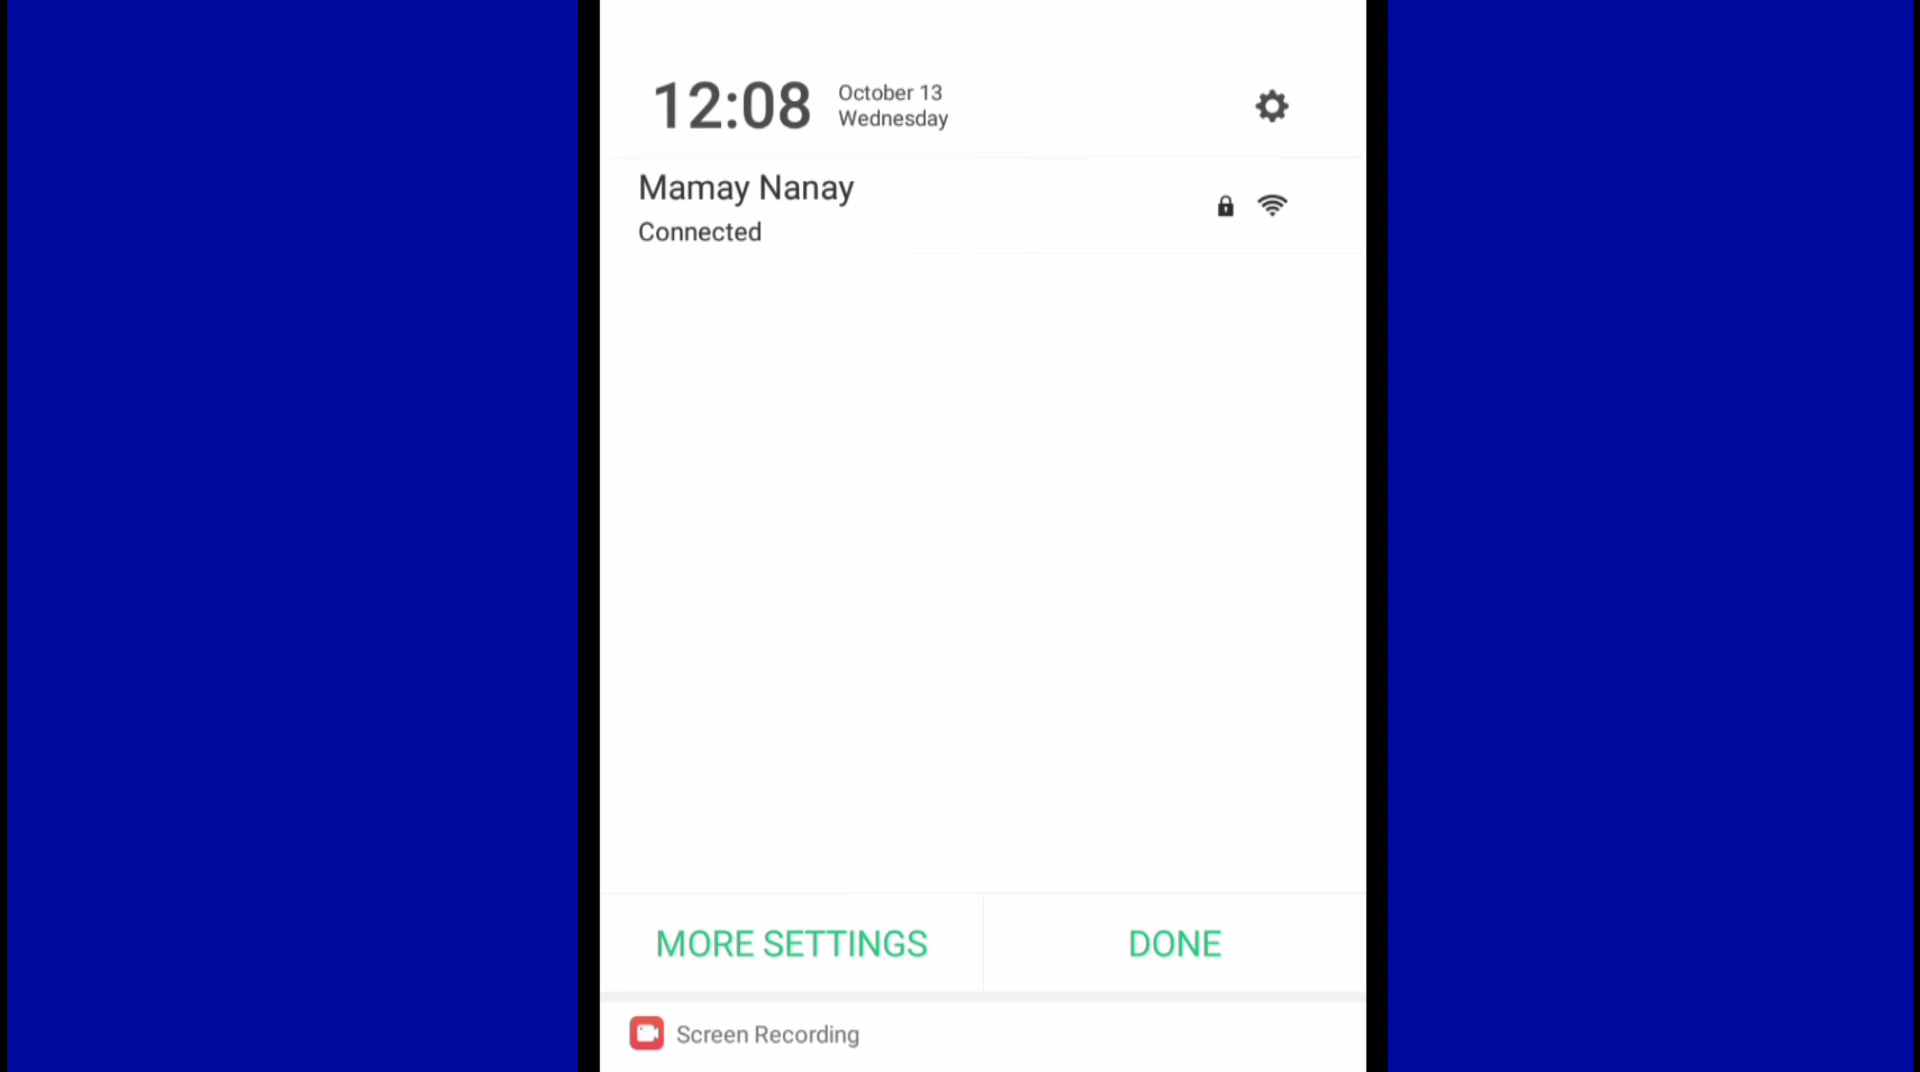 12:08
October 13
Wednesday
Mamay Nanay
Connected
MORE SETTINGS
DONE
Screen Recording